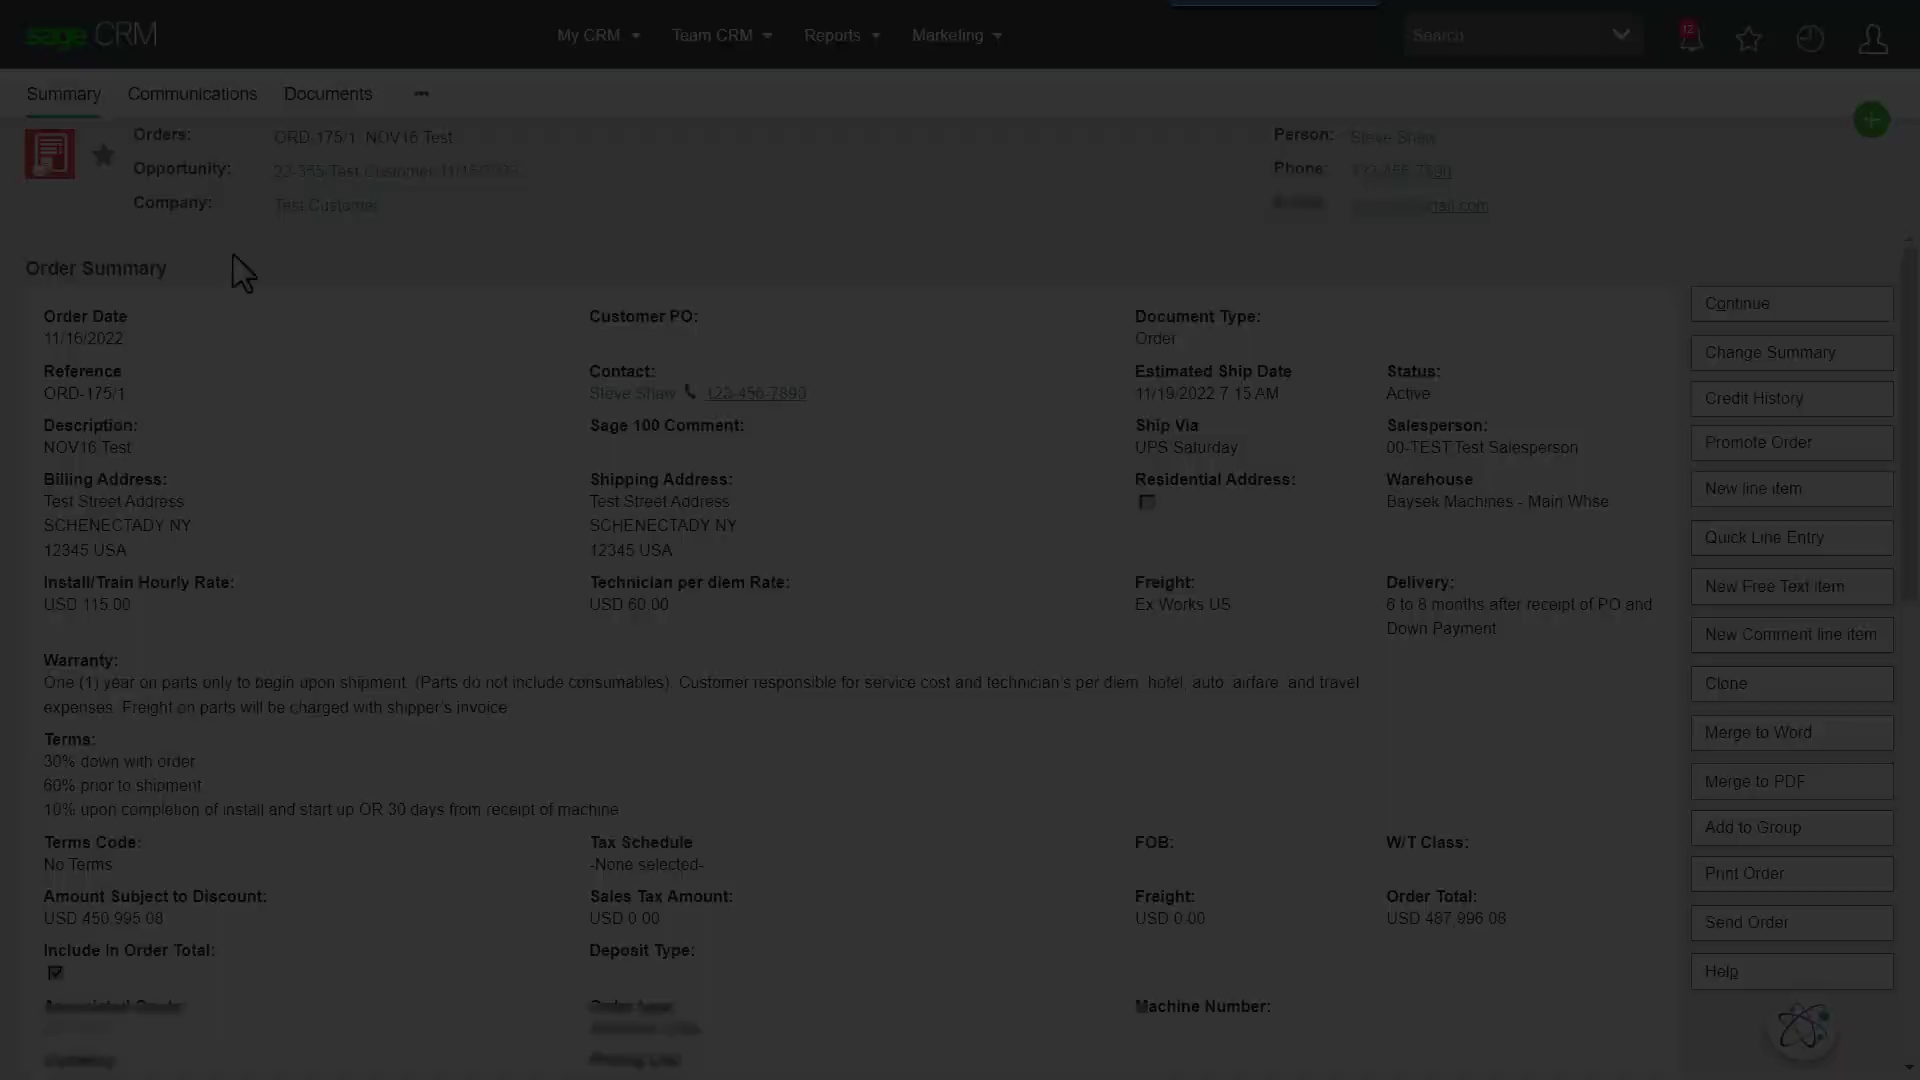 sage CRM
My CRM
Team CRM
Reports
Marketing
Search
12
Summary
Communications
Documents
Orders:
ORD-175/1 NOV16 Test
Opportunity:
Company:
Test Customer
Person:
Steve Shaw
Phone:
123-456-7890
Order Summary
Order Date
11/16/2022
Customer PO:
Document Type:
Order
Reference
ORD-175/1
Contact:
Steve Shaw 123-456-7890
Estimated Ship Date
11/19/2022 7 15 AM
Status:
Active
Description:
NOV16 Test
Sage 100 Comment:
Ship Via
UPS Saturday
Salesperson:
00-TEST Test Salesperson
Billing Address:
Test Street Address
SCHENECTADY NY
12345 USA
Shipping Address:
Test Street Address
SCHENECTADY NY
12345 USA
Residential Address:
Warehouse
Baysek Machines - Main Whse
Install/Train Hourly Rate:
USD 115.00
Technician per diem Rate:
USD 60.00
Freight:
Ex Works US
Delivery:
6 to 8 months after receipt of PO and
Down Payment
Warranty:
One (1) year on parts only to begin upon shipment. (Parts do not include consumables). Customer responsible for service cost and technician's per diem hotel, auto airfare and travel
expenses. Freight on parts will be charged with shipper's invoice
Terms:
30% down with order
60% prior to shipment
10% upon completion of install and start up OR 30 days from receipt of machine
Terms Code:
No Terms
Tax Schedule
-None selected-
FOB:
W/T Class:
Amount Subject to Discount:
USD 450,995 08
Sales Tax Amount:
USD 0.00
Freight:
USD 0.00
Order Total:
USD 487,996 08
Include In Order Total:
Deposit Type:
Machine Number:
Continue
Change Summary
Credit History
Promote Order
New line item
Quick Line Entry
New Free Text item
New Comment line item
Clone
Merge to Word
Merge to PDF
Add to Group
Print Order
Send Order
Help